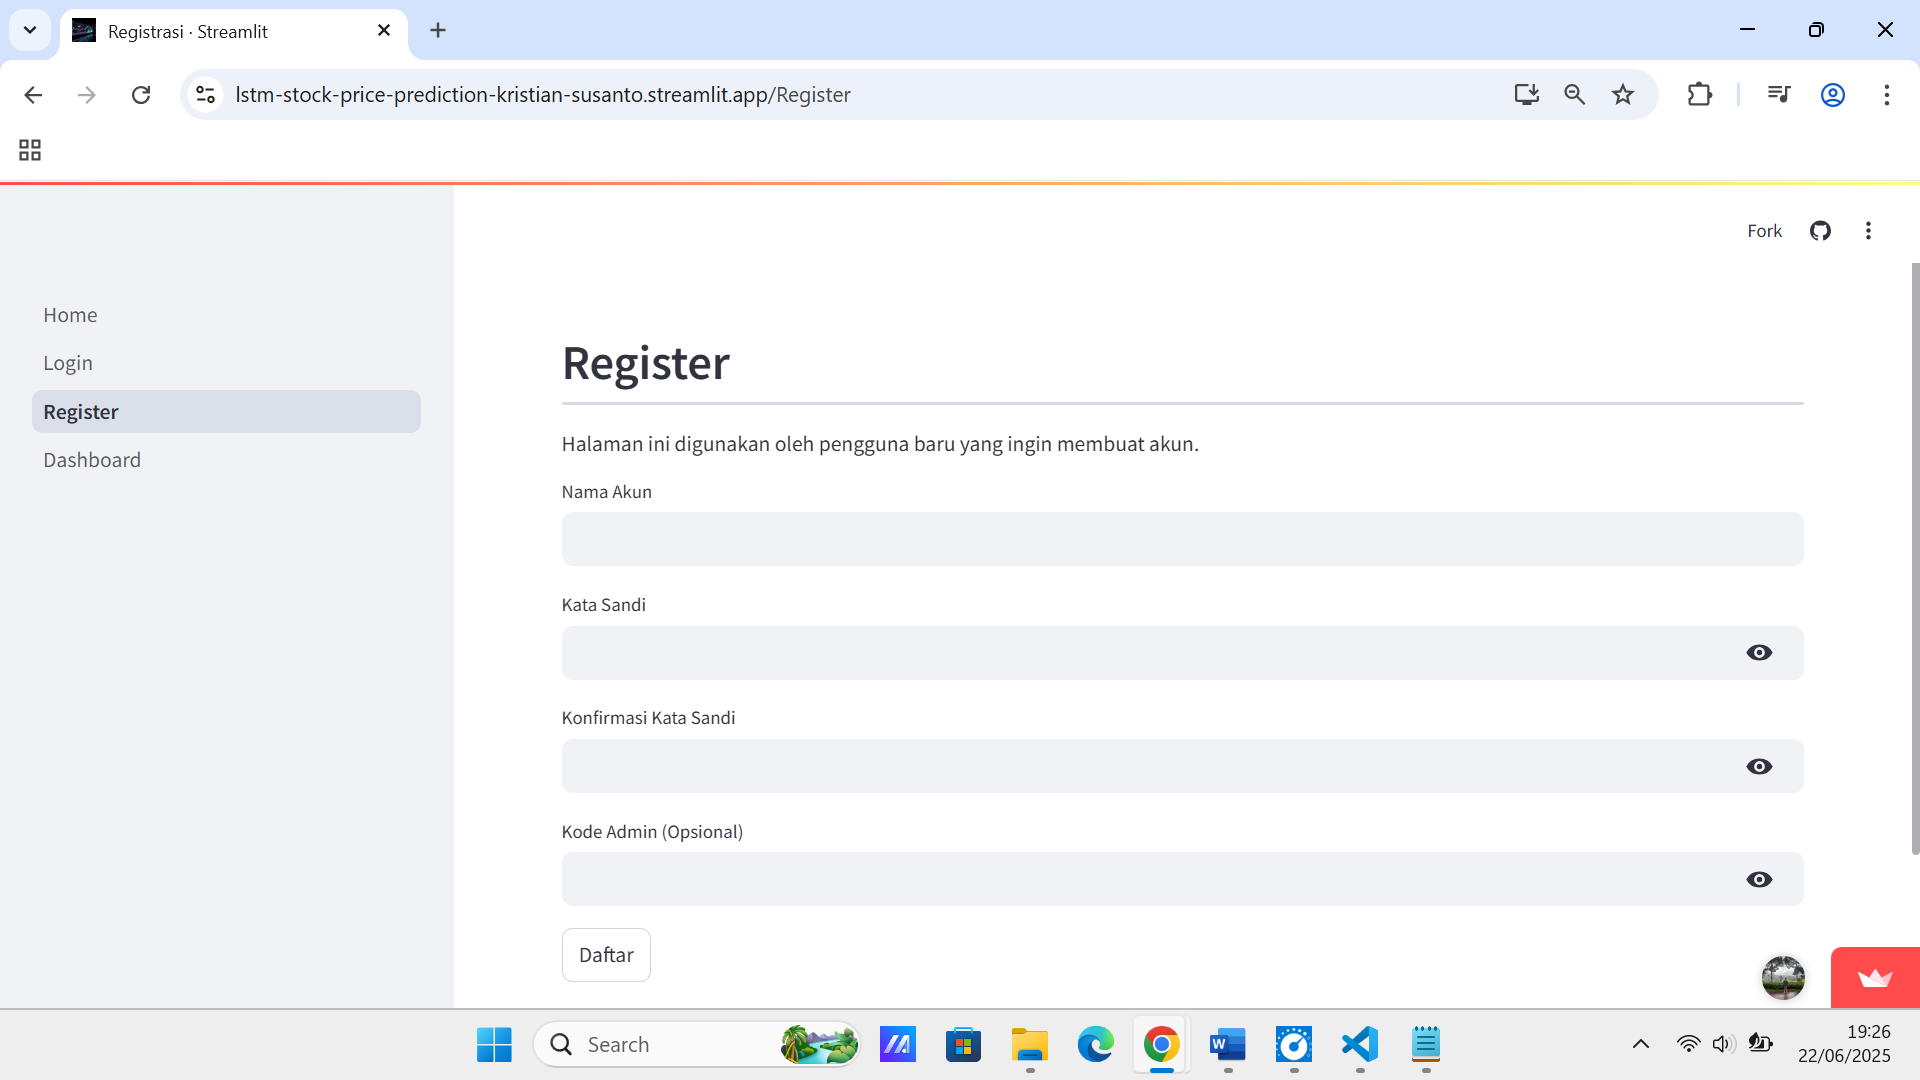 Registrasi · Streamlit
lstm-stock-price-prediction-kristian-susanto.streamlit.app/Register
Fork
Home
Login
Register
Dashboard
Register
Halaman ini digunakan oleh pengguna baru yang ingin membuat akun.
Nama Akun
Kata Sandi
Konfirmasi Kata Sandi
Kode Admin (Opsional)
Daftar
Search
19:26
22/06/2025